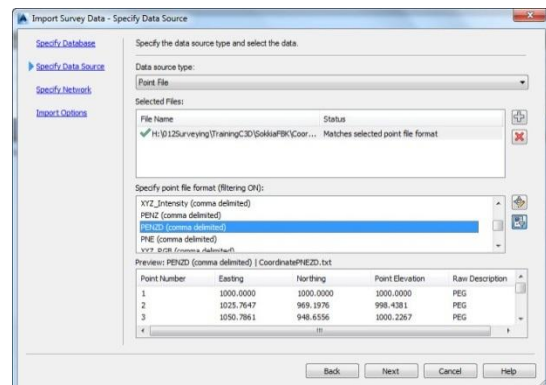 Import Survey Data - Specify Data Source
Specify Database
Specify Data Source
Specify Network
Import Options
Specify the data source type and select the data.
Data source type:
Point File
Selected Files:
File Name Status
H:\012Surveying\TrainingC3D\SokkiaFBK\Coor... Matches selected point file format
Specify point file format (filtering ON):
XYZ_Intensity (comma delimited)
PENZ (comma delimited)
PENZD (comma delimited)
PNE (comma delimited)
XYZ_RGB (comma delimited)
Preview: PENZD (comma delimited) | CoordinatePNEZD.txt
Point Number Easting Northing Point Elevation Raw Description
1 1000.0000 1000.0000 1000.0000 PEG
2 1025.7647 969.1976 998.4381 PEG
3 1050.7861 948.6556 1000.2267 PEG
Back Next Cancel Help